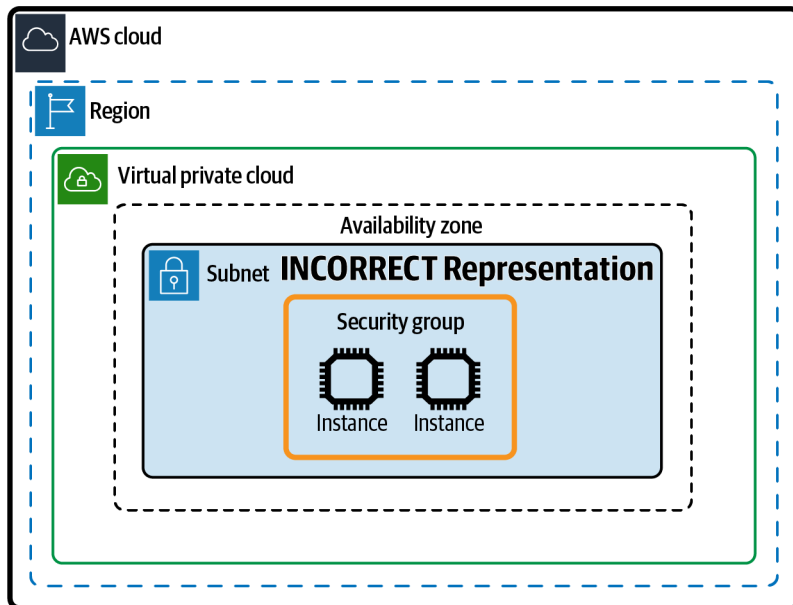 AWS cloud
Region
Virtual private cloud
Availability zone
Subnet INCORRECT Representation
Security group
Instance Instance